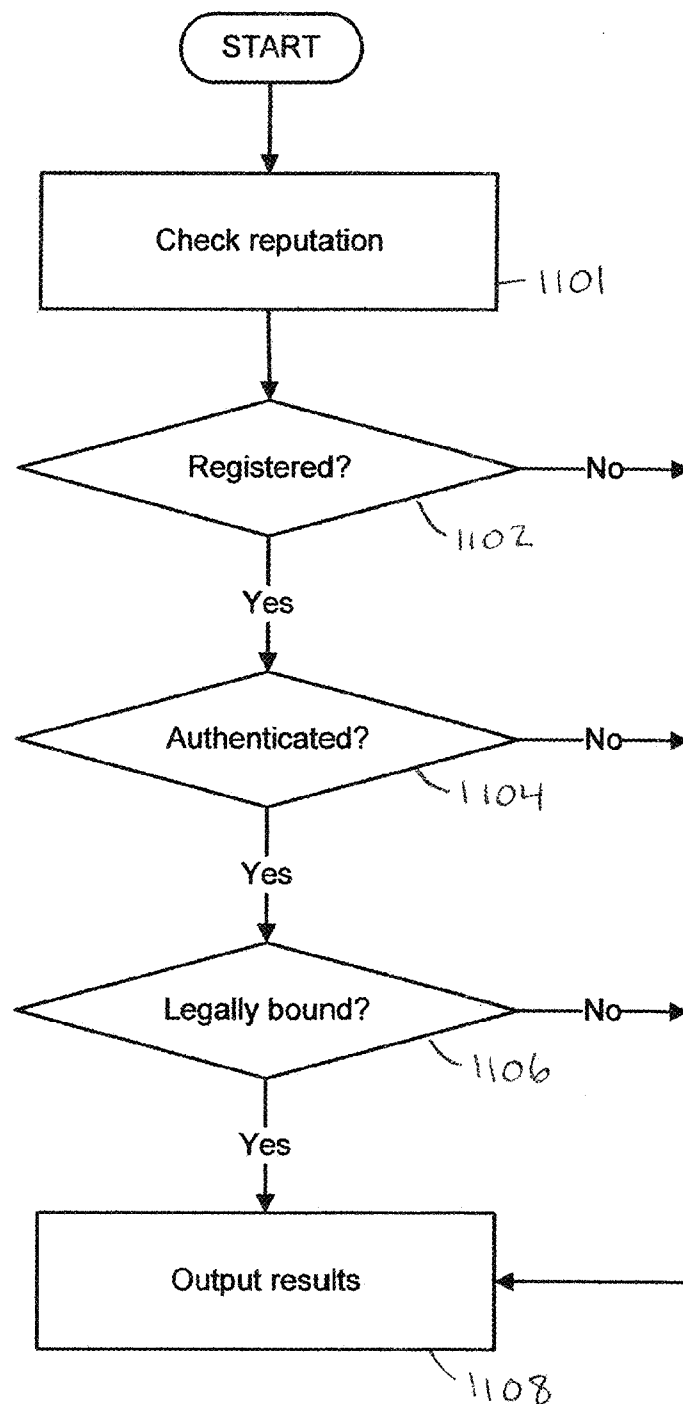 START
Check reputation
1101
Registered?
No
1102
Yes
Authenticated?
No
1104
Yes
Legally bound?
No
1106
Yes
Output results
1108